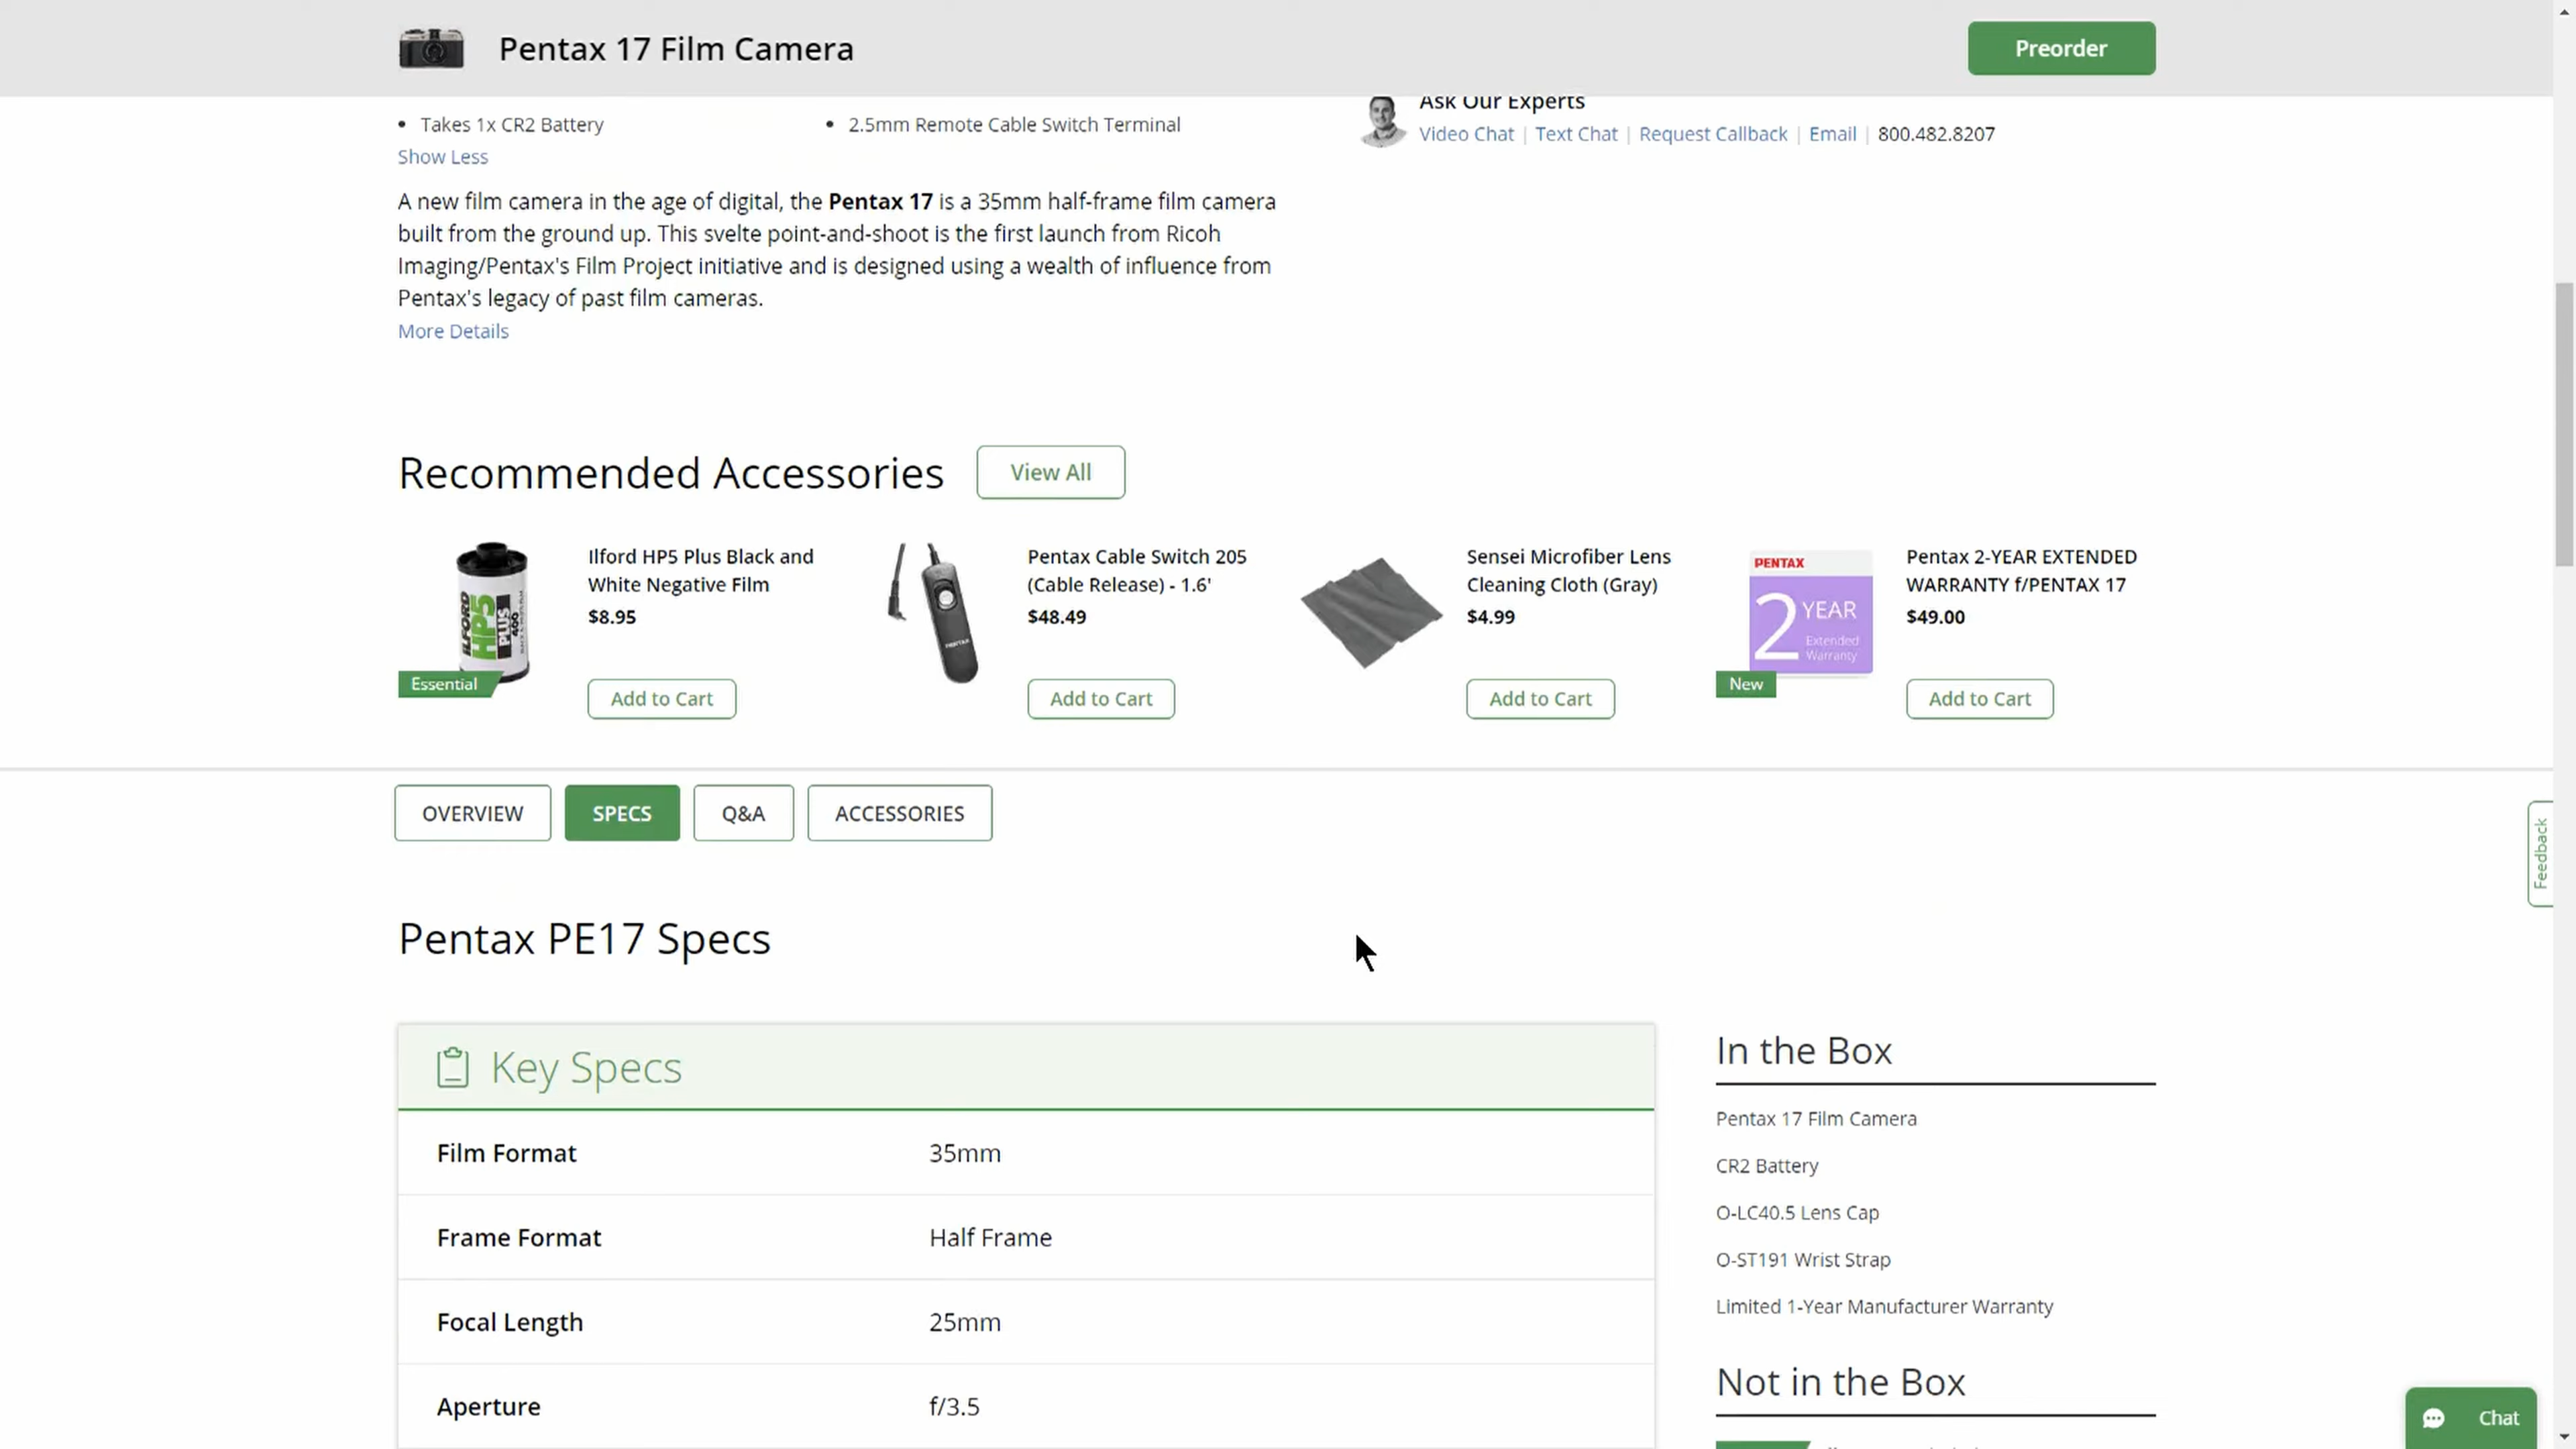 Pentax 17 Film Camera
Preorder
Takes 1x CR2 Battery
2.5mm Remote Cable Switch Terminal
Show Less
Ask Our Experts
Video Chat | Text Chat | Request Callback | Email | 800.482.8207
A new film camera in the age of digital, the Pentax 17 is a 35mm half-frame film camera
built from the ground up. This svelte point-and-shoot is the first launch from Ricoh
Imaging/Pentax's Film Project initiative and is designed using a wealth of influence from
Pentax's legacy of past film cameras.
More Details
Recommended Accessories
View All
ILFORD
HP5
PLUS
400
Essential
Ilford HP5 Plus Black and
White Negative Film
$8.95
Add to Cart
PENTAX
Pentax Cable Switch 205
(Cable Release) - 1.6'
$48.49
Add to Cart
Sensei Microfiber Lens
Cleaning Cloth (Gray)
$4.99
Add to Cart
PENTAX
2 YEAR
Extended
Warranty
New
Pentax 2-YEAR EXTENDED
WARRANTY f/PENTAX 17
$49.00
Add to Cart
OVERVIEW
SPECS
Q&A
ACCESSORIES
Feedback
Pentax PE17 Specs
Key Specs
Film Format 35mm
Frame Format Half Frame
Focal Length 25mm
Aperture f/3.5
In the Box
Pentax 17 Film Camera
CR2 Battery
O-LC40.5 Lens Cap
O-ST191 Wrist Strap
Limited 1-Year Manufacturer Warranty
Not in the Box
Chat